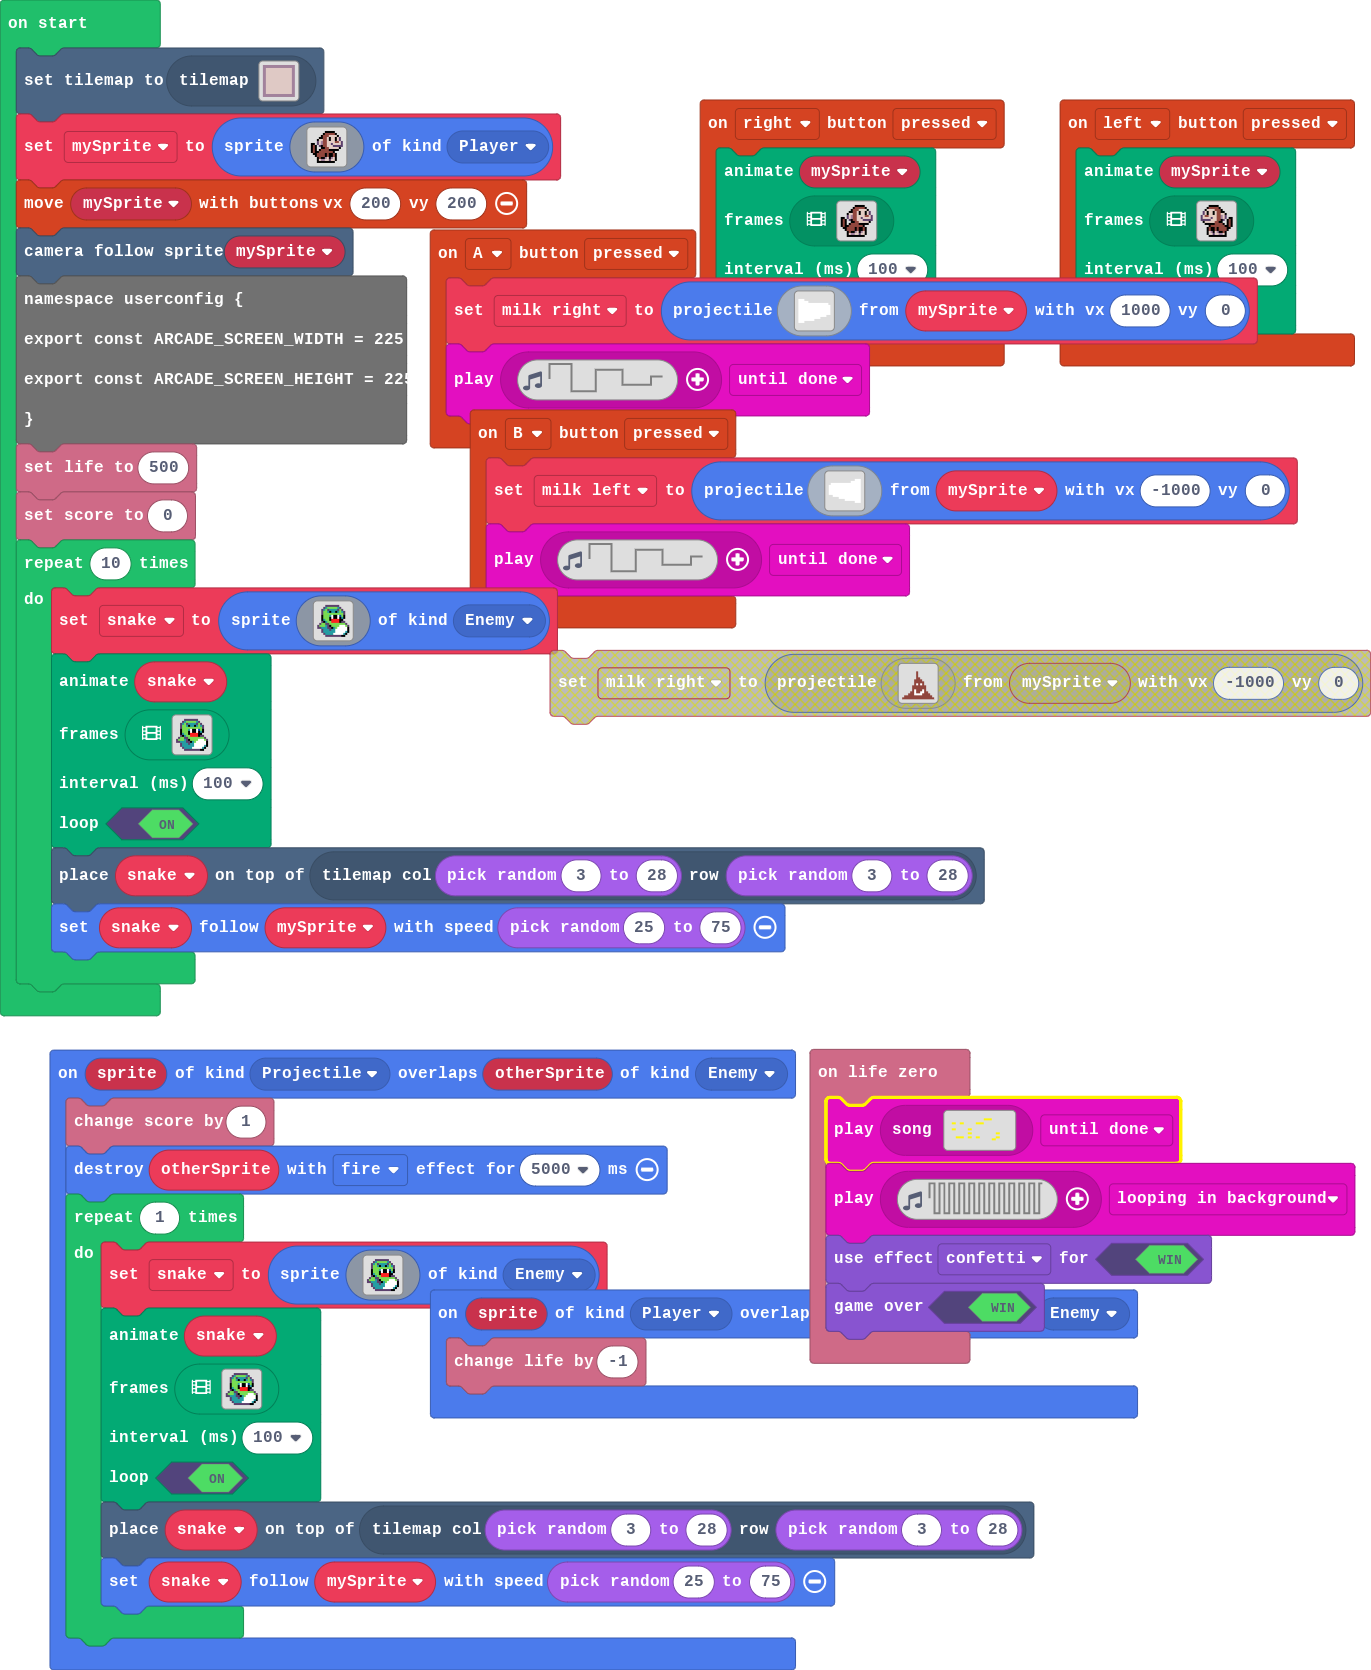 on start
set tilemap to tilemap
set mySprite to sprite of kind Player
move mySprite with buttons vx 200 vy 200
camera follow sprite mySprite
namespace userconfig {
export const ARCADE_SCREEN_WIDTH = 225
export const ARCADE_SCREEN_HEIGHT = 225
}
set life to 500
set score to 0
repeat 10 times
do
set snake to sprite of kind Enemy
animate snake
frames
interval (ms) 100
loop ON
place snake on top of tilemap col pick random 3 to 28 row pick random 3 to 28
set snake follow mySprite with speed pick random 25 to 75
on right button pressed
animate mySprite
frames
interval (ms) 100
on left button pressed
animate mySprite
frames
interval (ms) 100
on A button pressed
set milk right to projectile from mySprite with vx 1000 vy 0
play until done
on B button pressed
set milk left to projectile from mySprite with vx -1000 vy 0
play until done
set milk right to projectile from mySprite with vx -1000 vy 0
on sprite of kind Projectile overlaps otherSprite of kind Enemy
change score by 1
destroy otherSprite with fire effect for 5000 ms
repeat 1 times
do
set snake to sprite of kind Enemy
animate snake
frames
interval (ms) 100
loop ON
place snake on top of tilemap col pick random 3 to 28 row pick random 3 to 28
set snake follow mySprite with speed pick random 25 to 75
on sprite of kind Player overlap Enemy
change life by -1
on life zero
play song until done
play looping in background
use effect confetti for WIN
game over WIN